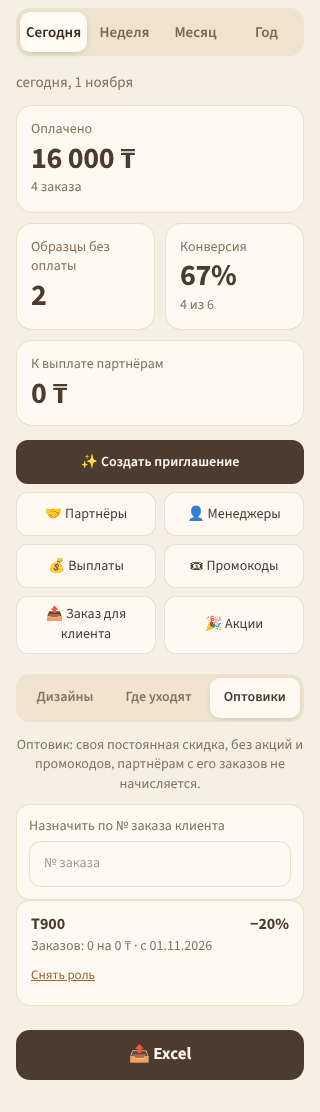 Сегодня Неделя Месяц Год
сегодня, 1 ноября
Оплачено
16 000 ₸
4 заказа
Образцы без
оплаты
2
Конверсия
67%
4 из 6
К выплате партнёрам
0 ₸
✨ Создать приглашение
🤝 Партнёры
👤 Менеджеры
💰 Выплаты
🎟 Промокоды
📤 Заказ для
клиента
🎉 Акции
Дизайны Где уходят Оптовики
Оптовик: своя постоянная скидка, без акций и
промокодов, партнёрам с его заказов не
начисляется.
Назначить по № заказа клиента
№ заказа
T900 −20%
Заказов: 0 на 0 ₸ · с 01.11.2026
Снять роль
📤 Excel